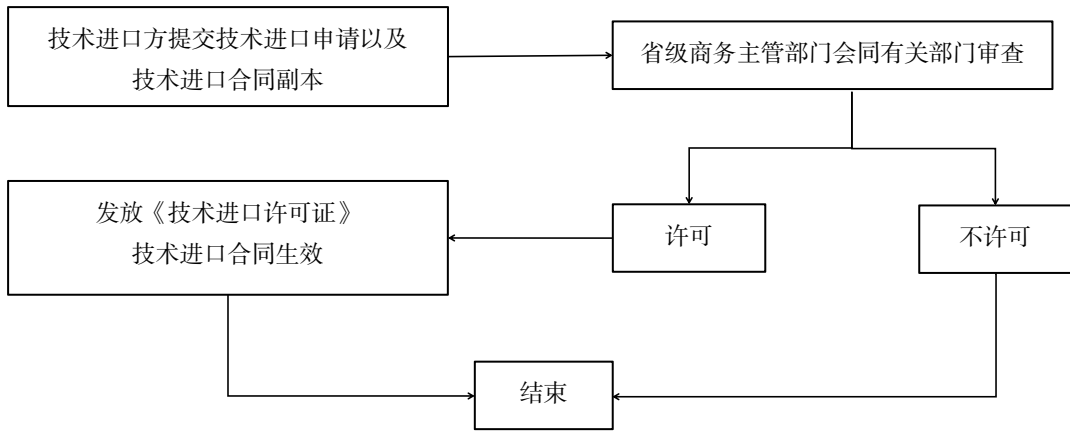 技术进口方提交技术进口申请以及
技术进口合同副本
省级商务主管部门会同有关部门审查
发放《技术进口许可证》
技术进口合同生效
许可
不许可
结束